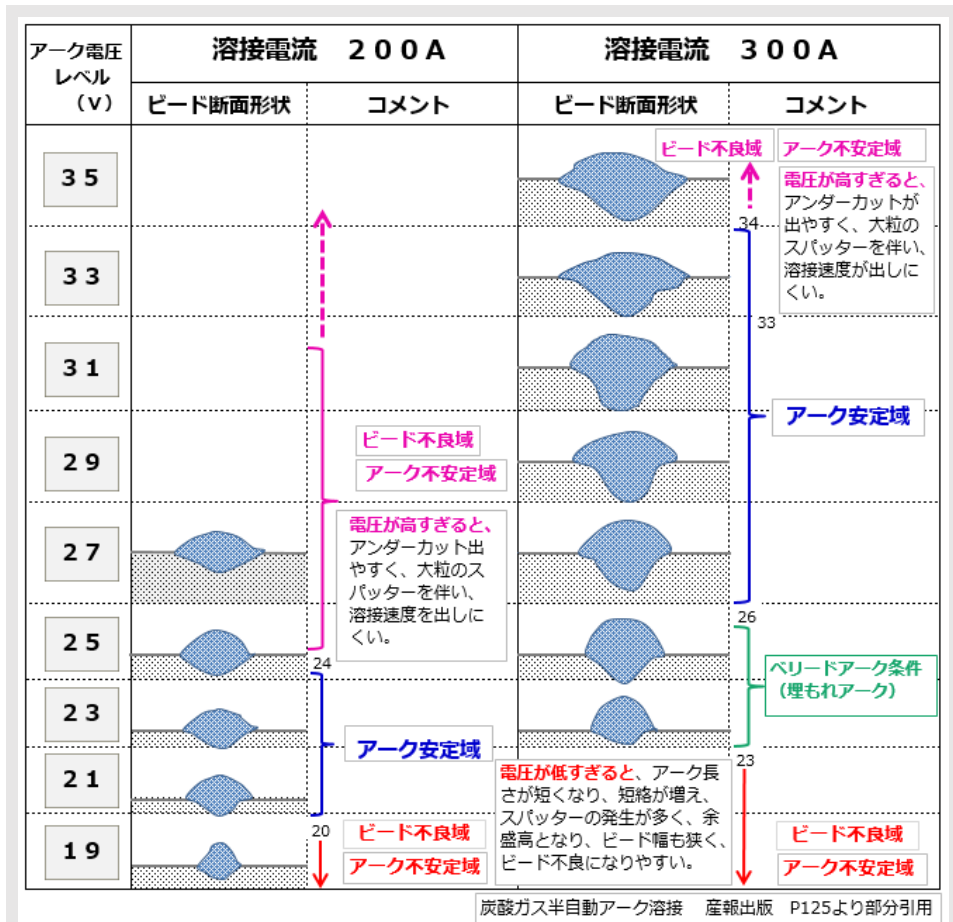 アーク電圧
レベル
（V）
溶接電流　２００A
溶接電流　３００A
ビード断面形状
コメント
ビード断面形状
コメント
３５
３３
３１
２９
２７
２５
２３
２１
１９
ビード不良域
アーク不安定域
電圧が高すぎると、
アンダーカット出
やすく、大粒のス
パッターを伴い、
溶接速度を出しに
くい。
24
アーク安定域
20
ビード不良域
アーク不安定域
ビード不良域
アーク不安定域
電圧が高すぎると、
アンダーカットが
出やすく、大粒の
スパッターを伴い、
溶接速度が出しに
くい。
34
33
アーク安定域
26
ベリードアーク条件
（埋もれアーク）
23
電圧が低すぎると、アーク長
さが短くなり、短絡が増え、
スパッターの発生が多く、余
盛高となり、ビード幅も狭く、
ビード不良になりやすい。
ビード不良域
アーク不安定域
炭酸ガス半自動アーク溶接　産報出版　P125より部分引用